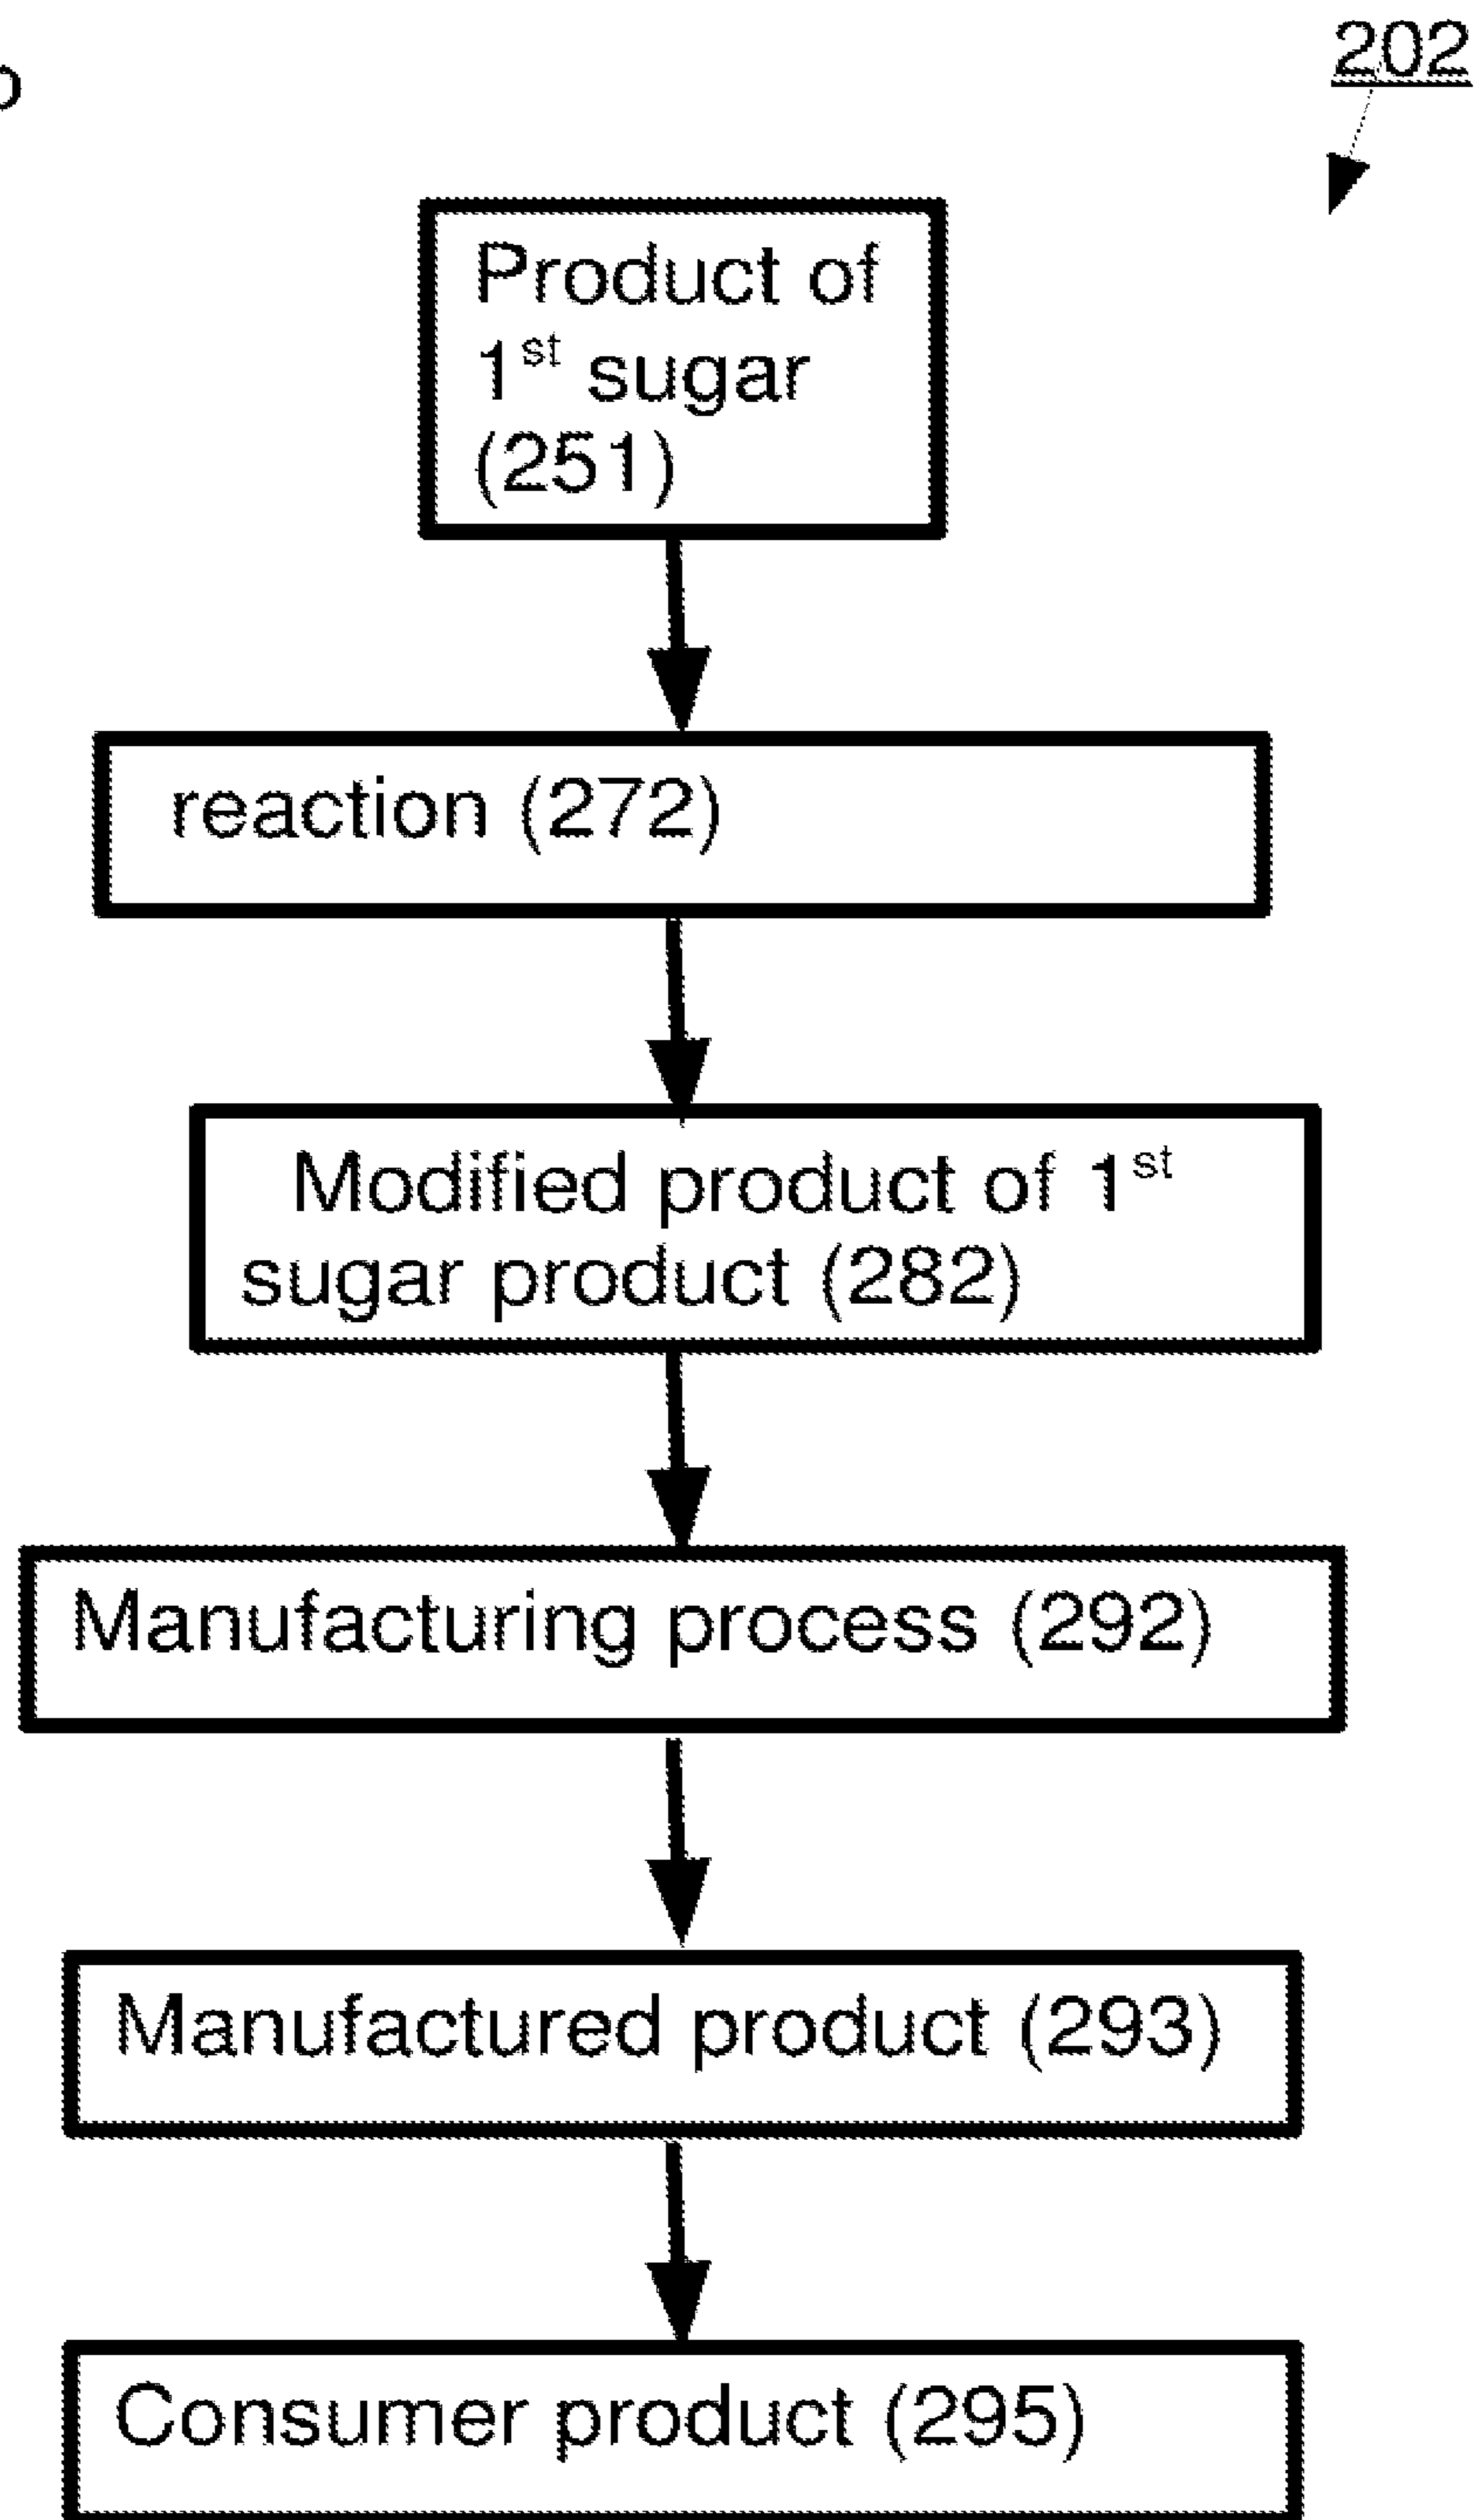 202
Product of
1st sugar
(251)
reaction (272)
Modified product of 1st
sugar product (282)
Manufacturing process (292)
Manufactured product (293)
Consumer product (295)